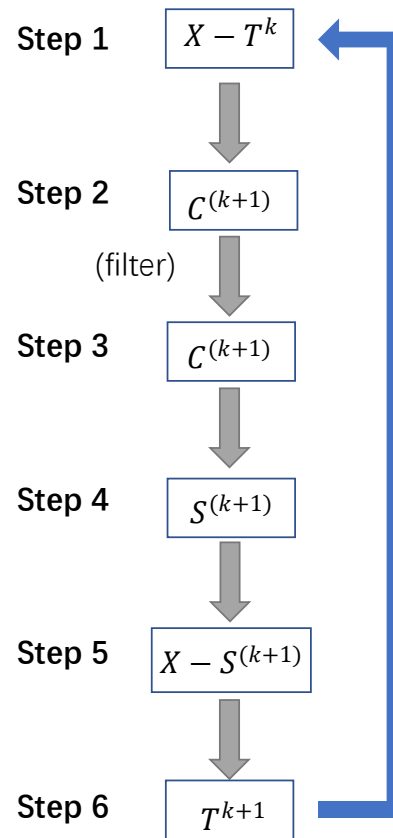 Step 1 X − T^k
Step 2 C^(k+1)
(filter)
Step 3 C^(k+1)
Step 4 S^(k+1)
Step 5 X − S^(k+1)
Step 6 T^k+1